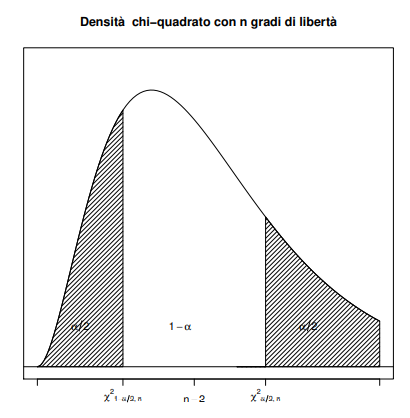 Densità chi−quadrato con n gradi di libertà
α/2 1−α α/2
χ²₁ α/2, n n−2 χ²α/2, n